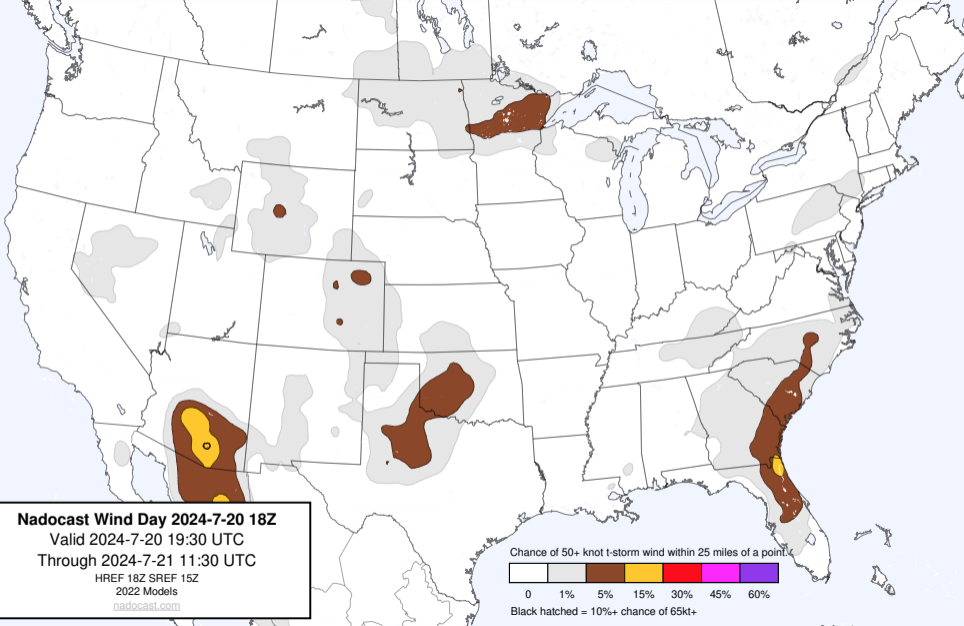 Nadocast Wind Day 2024-7-20 18Z
Valid 2024-7-20 19:30 UTC
Through 2024-7-21 11:30 UTC
HREF 18Z SREF 15Z
2022 Models
nadocast.com
Chance of 50+ knot t-storm wind within 25 miles of a point.
0 1% 5% 15% 30% 45% 60%
Black hatched = 10%+ chance of 65kt+